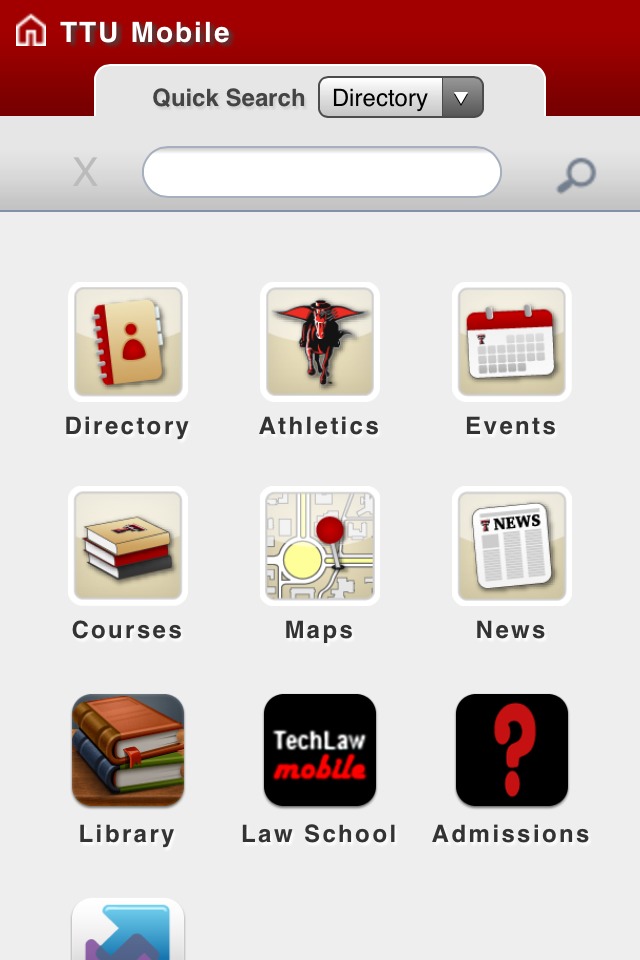 TTU Mobile
Quick Search Directory
X
Directory Athletics Events
NEWS
Courses Maps News
TechLaw
mobile
?
Library Law School Admissions